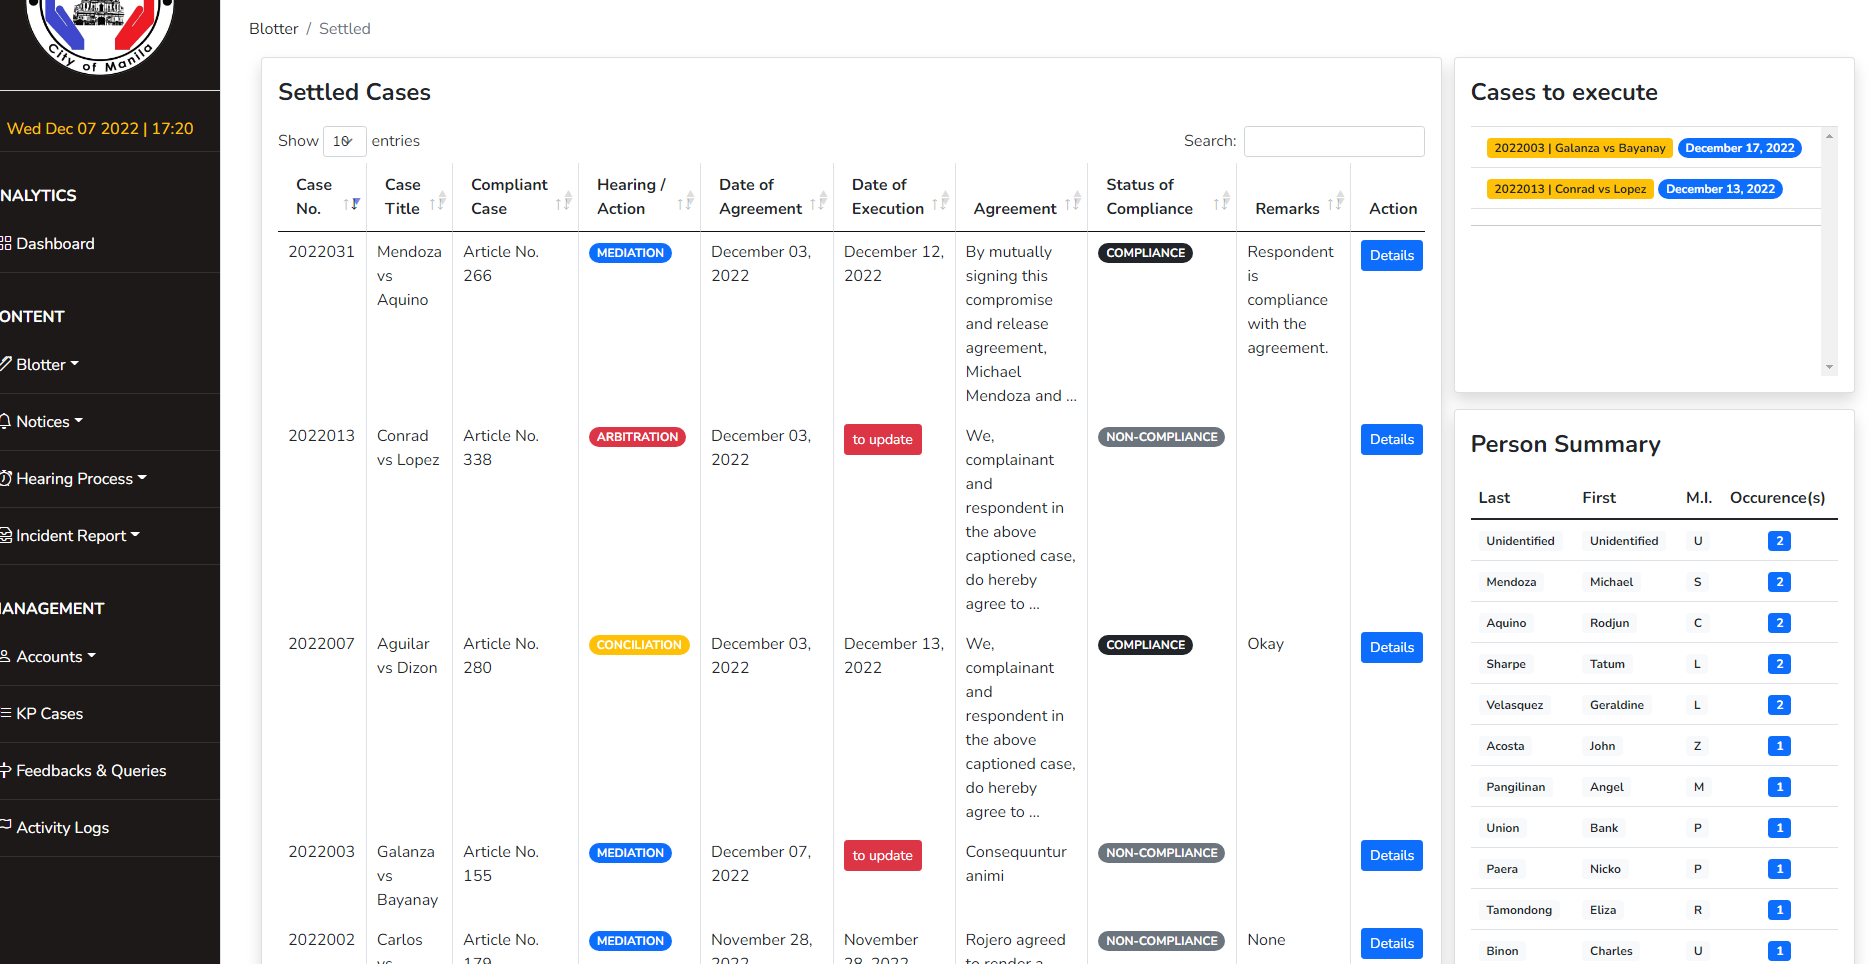 City of Manila
Wed Dec 07 2022 | 17:20
NALYTICS
Dashboard
ONTENT
Blotter
Notices
Hearing Process
Incident Report
ANAGEMENT
Accounts
KP Cases
Feedbacks & Queries
Activity Logs
Blotter / Settled
Settled Cases
Show 10 entries
Search:
Case No.
Case Title
Compliant Case
Hearing / Action
Date of Agreement
Date of Execution
Agreement
Status of Compliance
Remarks
Action
2022031
Mendoza
vs
Aquino
Article No.
266
MEDIATION
December 03,
2022
December 12,
2022
By mutually
signing this
compromise
and release
agreement,
Michael
Mendoza and ...
COMPLIANCE
Respondent
is
compliance
with the
agreement.
Details
2022013
Conrad
vs Lopez
Article No.
338
ARBITRATION
December 03,
2022
to update
We,
complainant
and
respondent in
the above
captioned case,
do hereby
agree to ...
NON-COMPLIANCE
Details
2022007
Aguilar
vs Dizon
Article No.
280
CONCILIATION
December 03,
2022
December 13,
2022
We,
complainant
and
respondent in
the above
captioned case,
do hereby
agree to ...
COMPLIANCE
Okay
Details
2022003
Galanza
vs
Bayanay
Article No.
155
MEDIATION
December 07,
2022
to update
Consequuntur
animi
NON-COMPLIANCE
Details
2022002
Carlos
vs
Article No.
179
MEDIATION
November 28,
2022
November
28, 2022
Rojero agreed
to render a
NON-COMPLIANCE
None
Details
Cases to execute
2022003 | Galanza vs Bayanay December 17, 2022
2022013 | Conrad vs Lopez December 13, 2022
Person Summary
Last First M.I. Occurence(s)
Unidentified Unidentified U 2
Mendoza Michael S 2
Aquino Rodjun C 2
Sharpe Tatum L 2
Velasquez Geraldine L 2
Acosta John Z 1
Pangilinan Angel M 1
Union Bank P 1
Paera Nicko P 1
Tamondong Eliza R 1
Binon Charles U 1